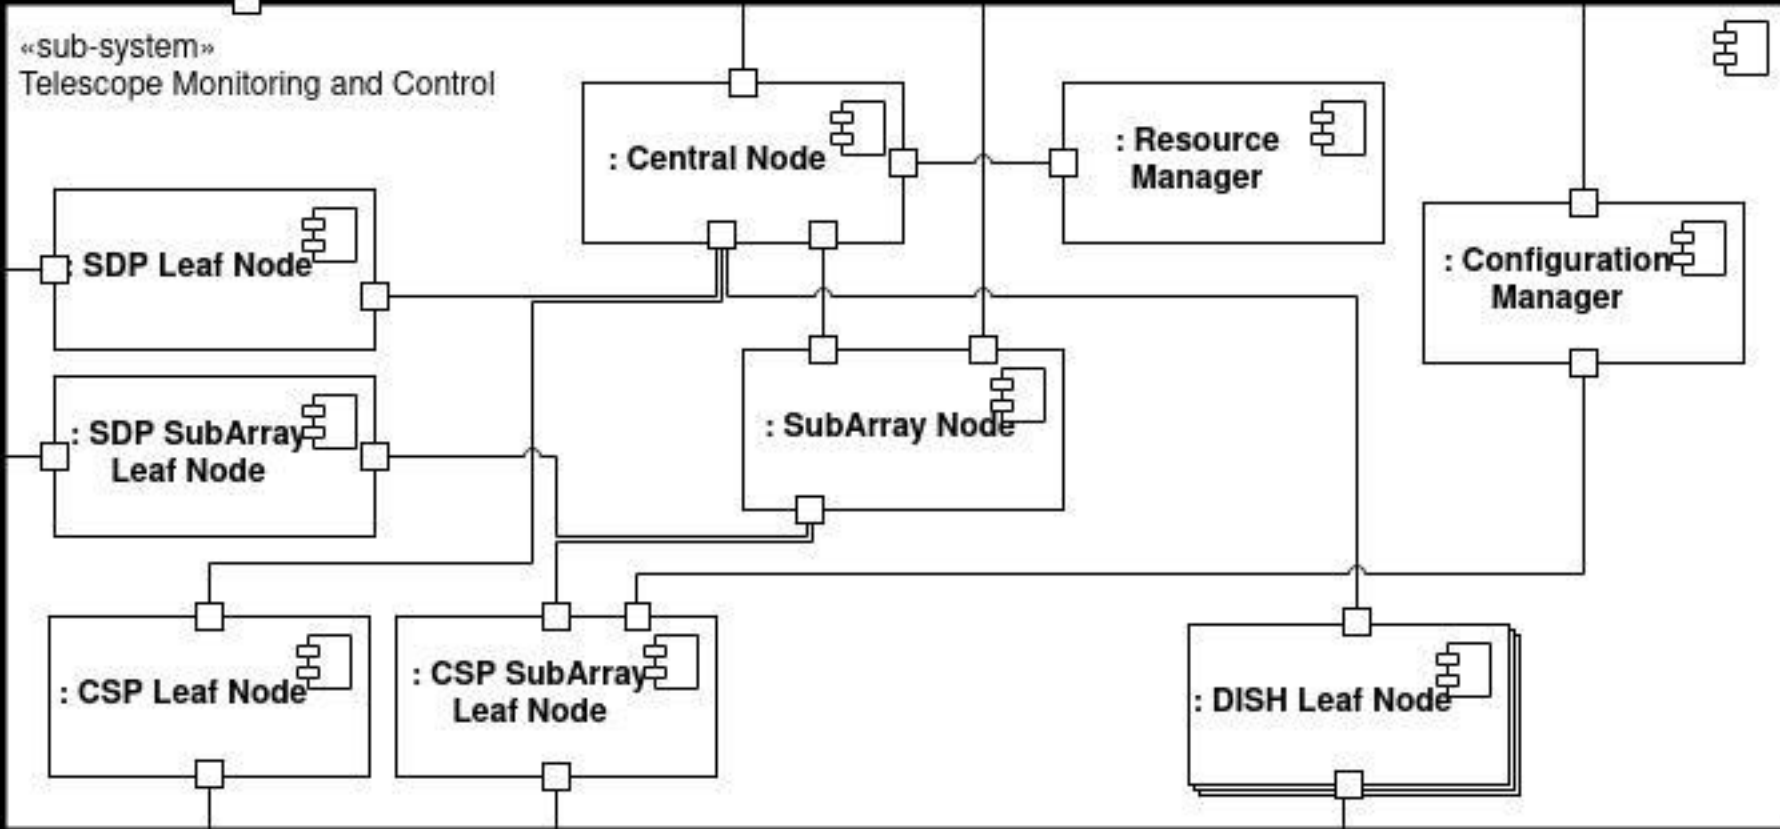 «sub-system»
Telescope Monitoring and Control
: Central Node
: Resource
Manager
: SDP Leaf Node
: Configuration
Manager
: SDP SubArray
Leaf Node
: SubArray Node
: CSP Leaf Node
: CSP SubArray
Leaf Node
: DISH Leaf Node